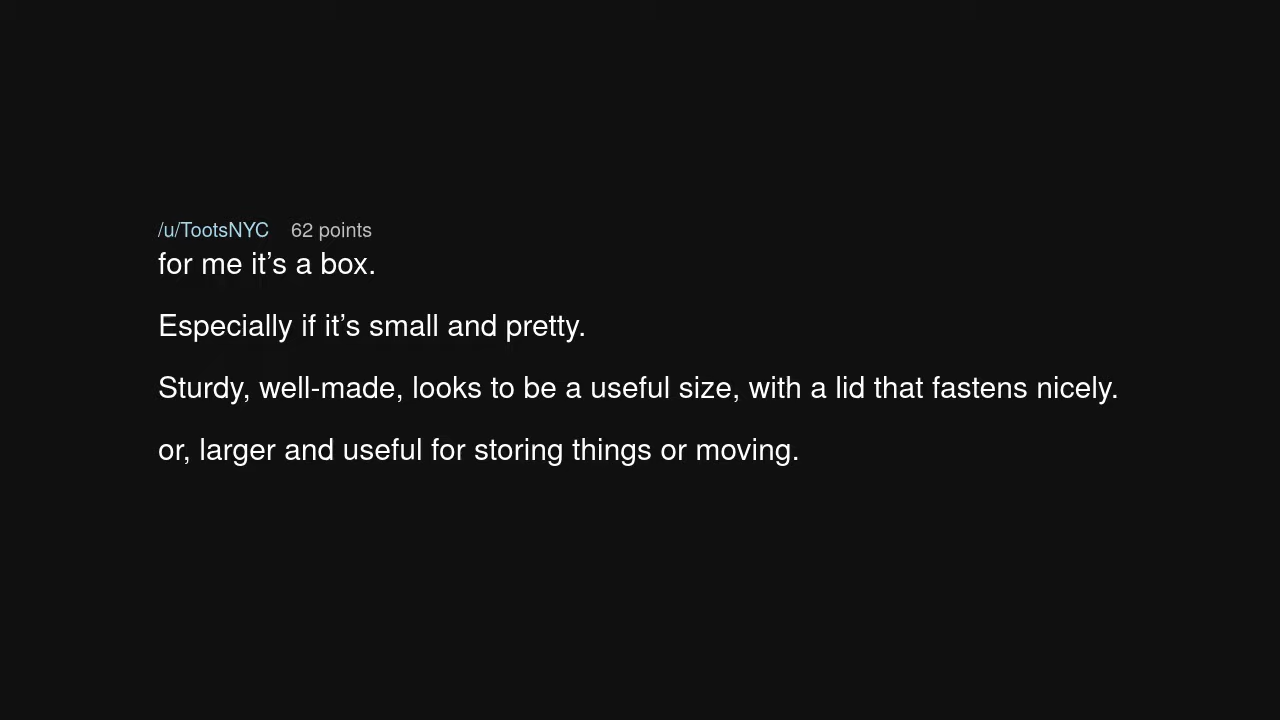 /u/TootsNYC 62 points
for me it’s a box.
Especially if it’s small and pretty.
Sturdy, well-made, looks to be a useful size, with a lid that fastens nicely.
or, larger and useful for storing things or moving.